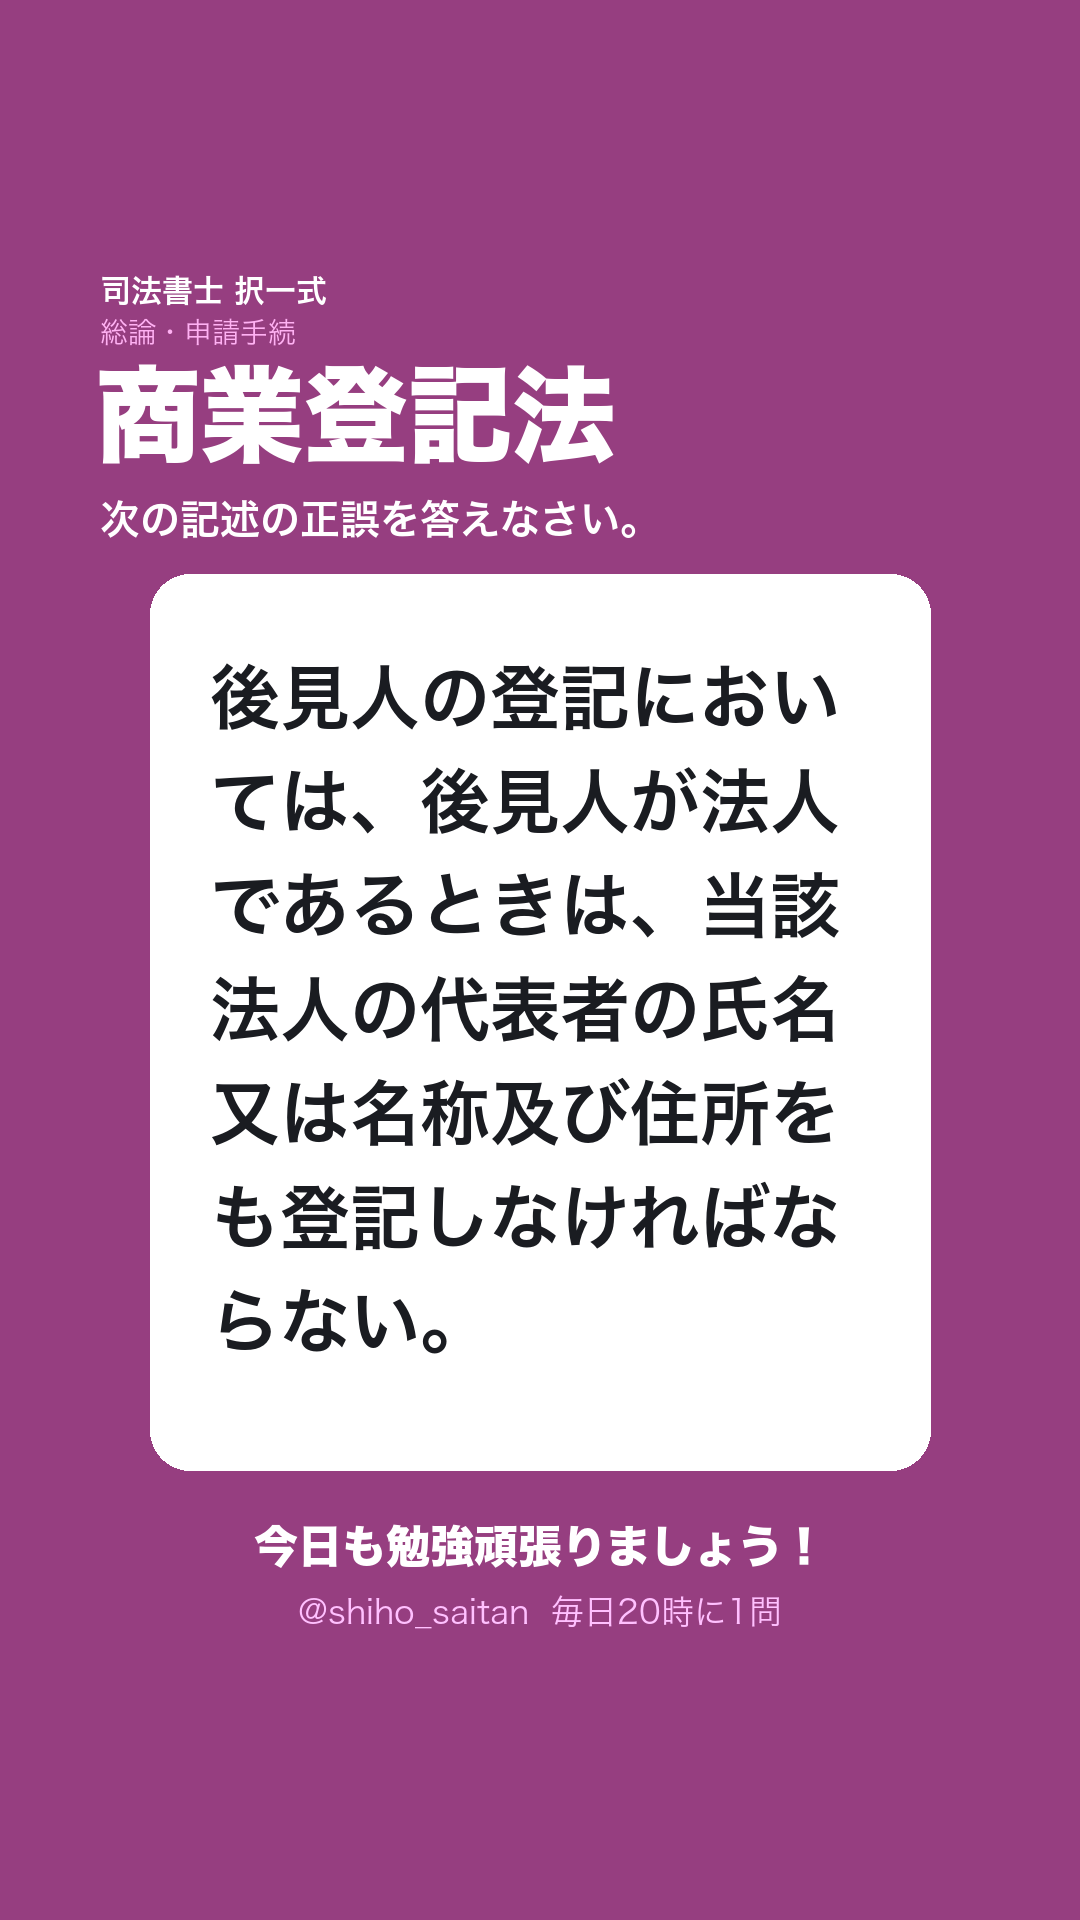 司法書士 択一式
総論・申請手続
商業登記法
次の記述の正誤を答えなさい。
後見人の登記におい
ては、後見人が法人
であるときは、当該
法人の代表者の氏名
又は名称及び住所を
も登記しなければな
らない。
今日も勉強頑張りましょう！
@shiho_saitan 毎日20時に1問